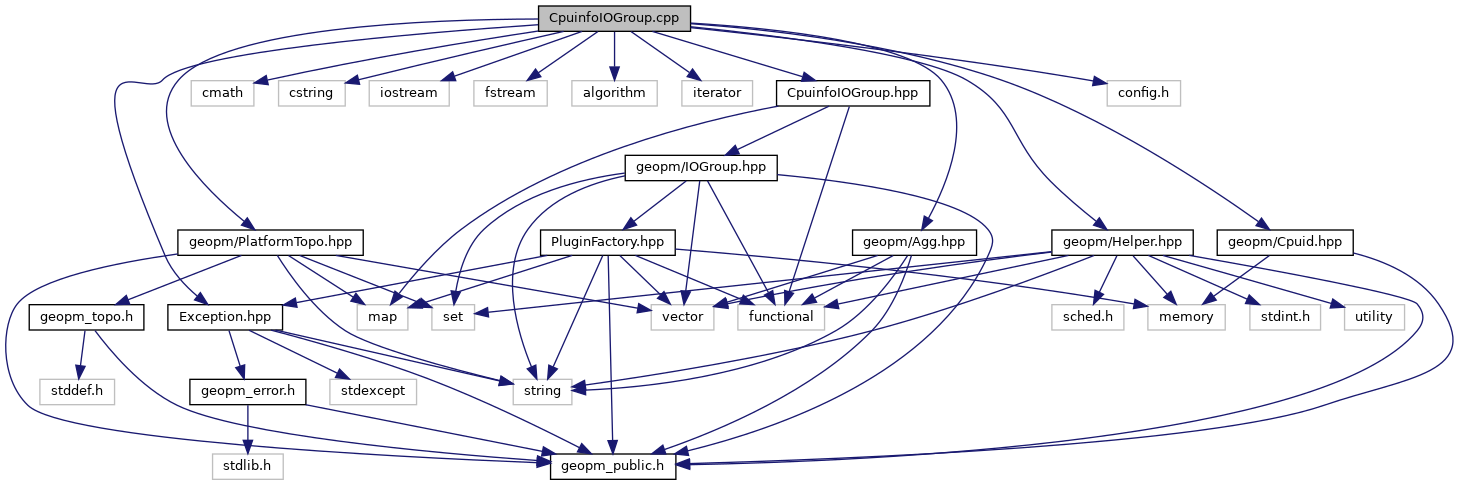 CpuinfoIOGroup.cpp
cmath
cstring
iostream
fstream
algorithm
iterator
CpuinfoIOGroup.hpp
config.h
geopm/IOGroup.hpp
geopm/PlatformTopo.hpp
PluginFactory.hpp
geopm/Agg.hpp
geopm/Helper.hpp
geopm/Cpuid.hpp
geopm_topo.h
Exception.hpp
map
set
vector
functional
sched.h
memory
stdint.h
utility
stddef.h
geopm_error.h
stdexcept
string
stdlib.h
geopm_public.h